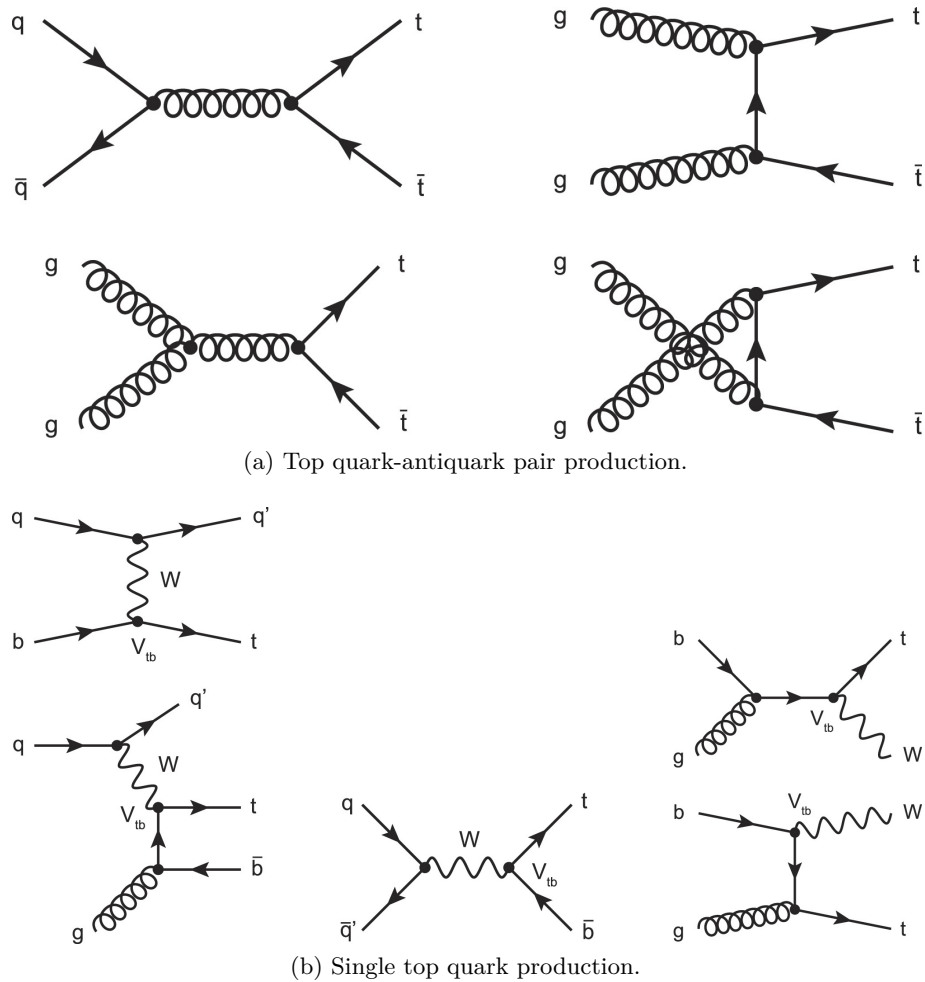 q t
q̄ t̄
g t
g t̄
g t
g t̄
g t
g t̄
(a) Top quark-antiquark pair production.
q q'
W
b t
V_tb
q'
q
W
V_tb t
b̄
g
q t
W
V_tb
q̄' b̄
b t
V_tb
g W
V_tb
b W
g t
(b) Single top quark production.